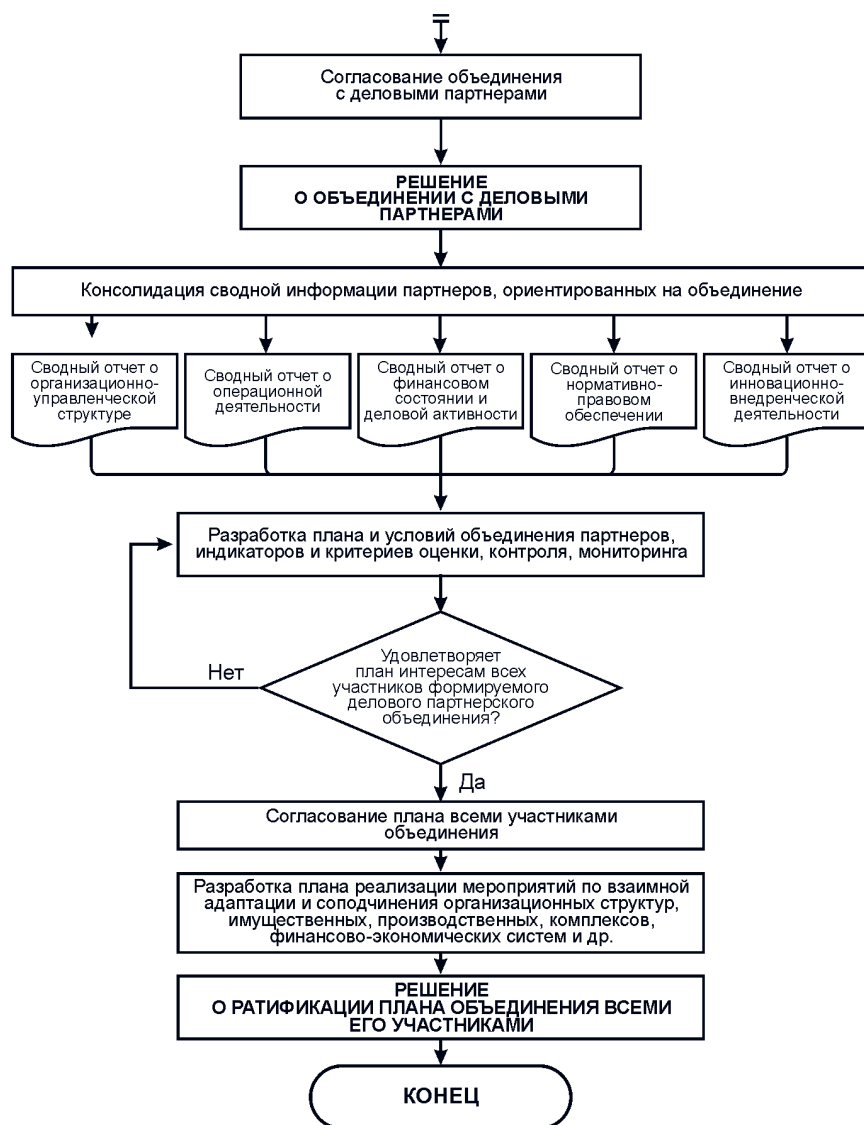 Согласование объединения
с деловыми партнерами
РЕШЕНИЕ
О ОБЪЕДИНЕНИИ С ДЕЛОВЫМИ
ПАРТНЕРАМИ
Консолидация сводной информации партнеров, ориентированных на объединение
Сводный отчет о
организационно-
управленческой
структуре
Сводный отчет о
операционной
деятельности
Сводный отчет о
финансовом
состоянии и
деловой активности
Сводный отчет о
нормативно-
правовом
обеспечении
Сводный отчет о
инновационно-
внедренческой
деятельности
Разработка плана и условий объединения партнеров,
индикаторов и критериев оценки, контроля, мониторинга
Удовлетворяет
план интересам всех
участников формируемого
делового партнерского
объединения?
Нет
Да
Согласование плана всеми участниками
объединения
Разработка плана реализации мероприятий по взаимной
адаптации и соподчинения организационных структур,
имущественных, производственных, комплексов,
финансово-экономических систем и др.
РЕШЕНИЕ
О РАТИФИКАЦИИ ПЛАНА ОБЪЕДИНЕНИЯ ВСЕМИ
ЕГО УЧАСТНИКАМИ
КОНЕЦ